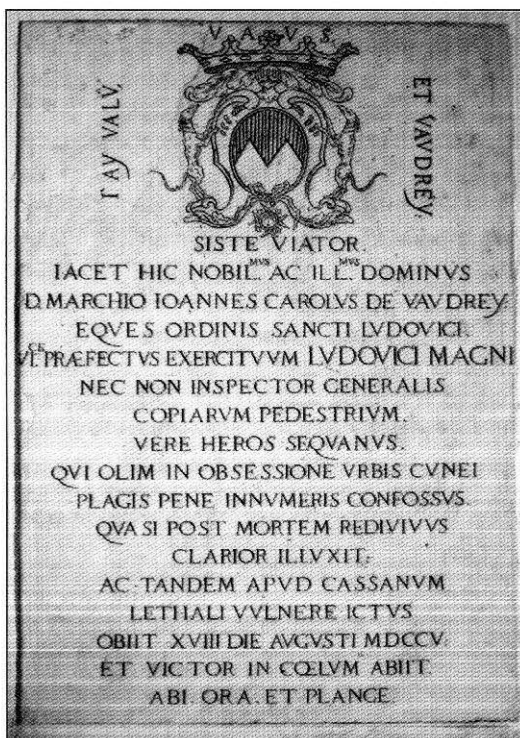 I'AY VALV,
V A V S.
ET VAVDREY.
SISTE VIATOR.
IACET HIC NOBIL.MVS AC ILL.MVS DOMINVS
D. MARCHIO IOANNES CAROLVS DE VAVDREY
EQVES ORDINIS SANCTI LVDOVICI.
VI.CE PRÆFECTVS EXERCITVVM LVDOVICI MAGNI
NEC NON INSPECTOR GENERALIS
COPIARVM PEDESTRIVM.
VERE HEROS SEQVANVS.
QVI OLIM IN OBSESSIONE VRBIS CVNEI
PLAGIS PENE INNVMERIS CONFOSSVS.
QVASI POST MORTEM REDIVIVVS
CLARIOR ILLVXIT;
AC TANDEM APVD CASSANVM
LETHALI VVLNERE ICTVS
OBIIT XVIII DIE AVGVSTI MDCCV.
ET VICTOR IN CŒLVM ABIIT.
ABI. ORA. ET PLANGE.